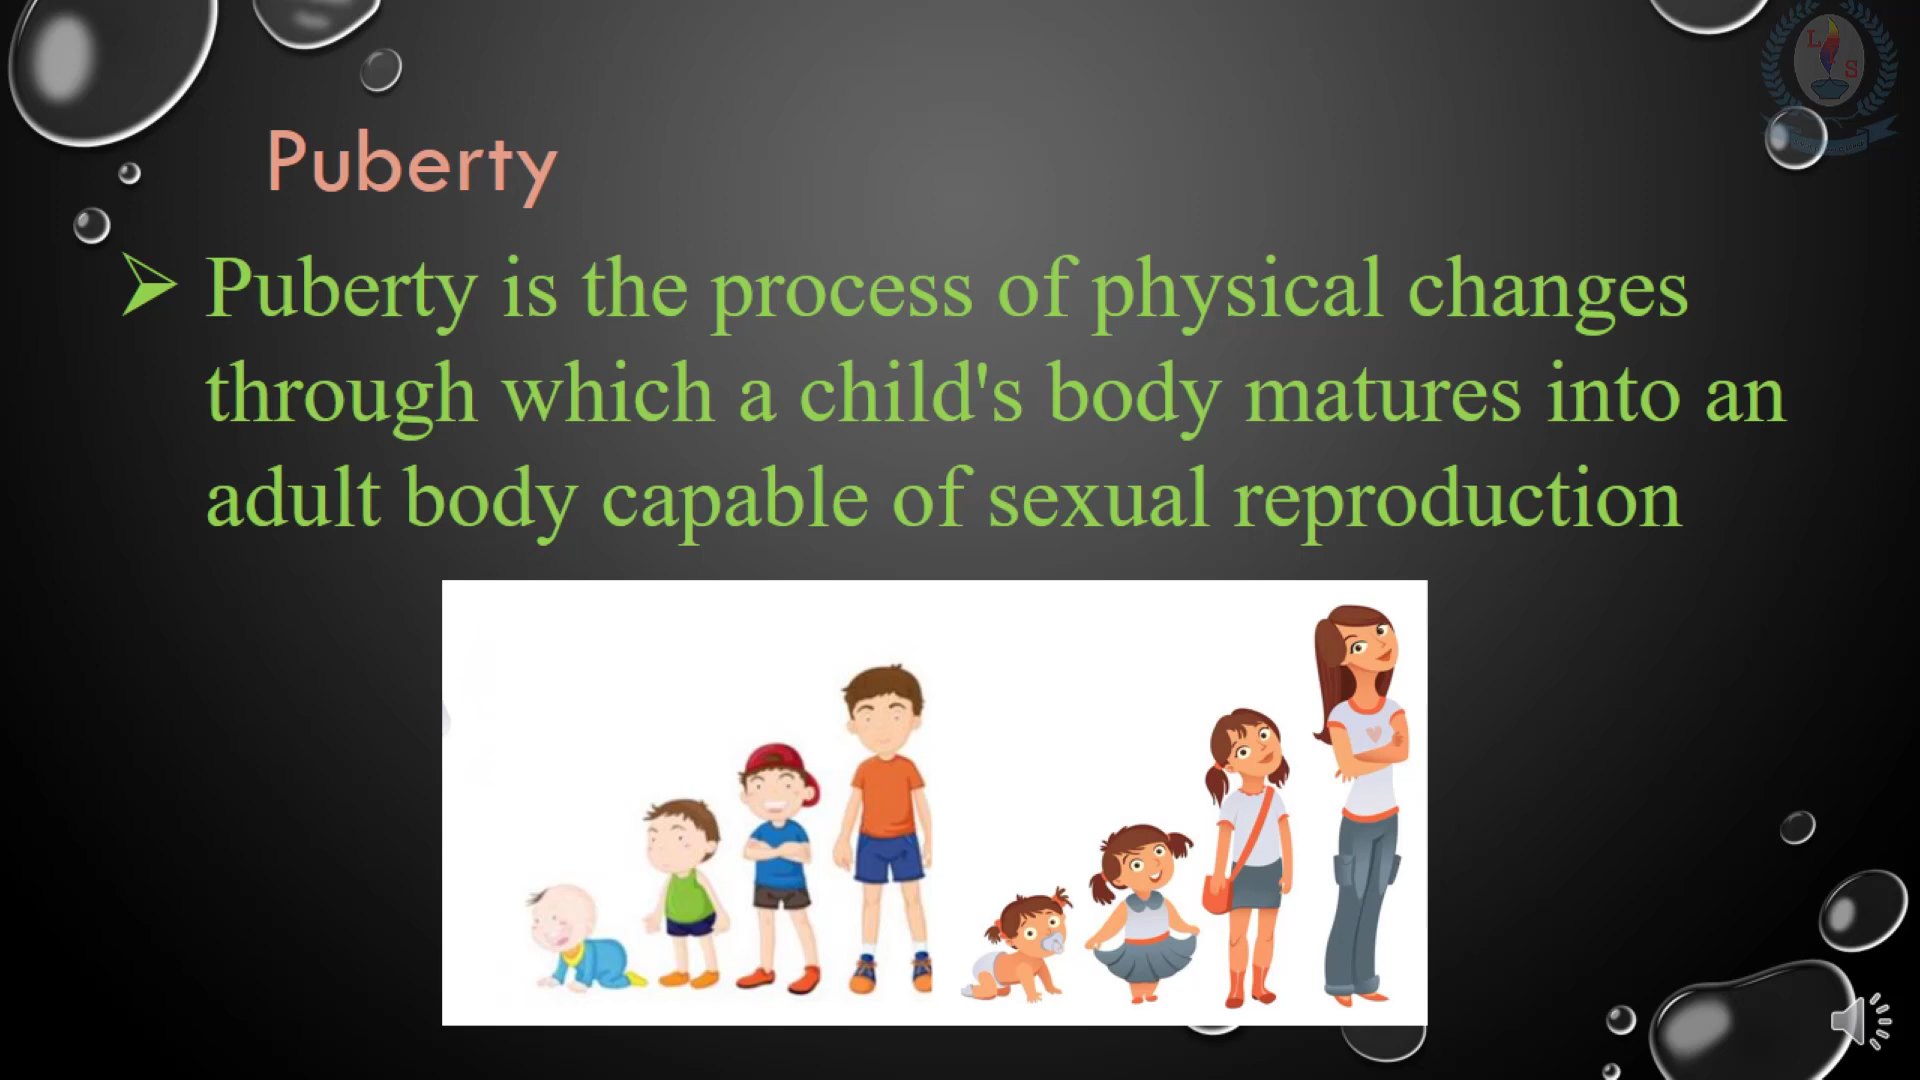 L
S
Puberty
Puberty is the process of physical changes
through which a child's body matures into an
adult body capable of sexual reproduction